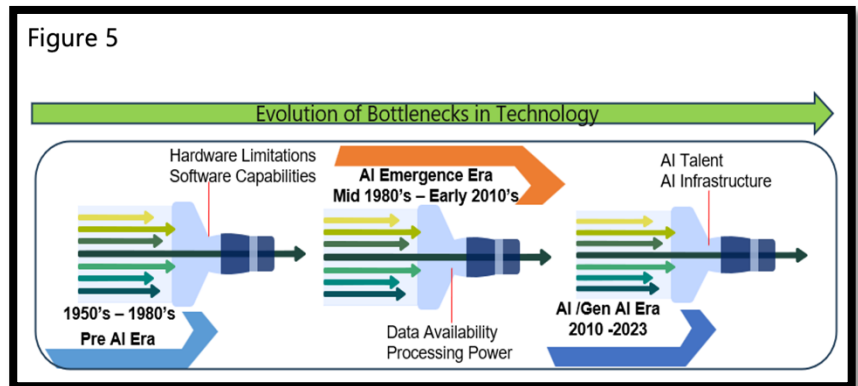 Figure 5
Evolution of Bottlenecks in Technology
Hardware Limitations
Software Capabilities
1950's – 1980's
Pre AI Era
AI Emergence Era
Mid 1980's – Early 2010's
Data Availability
Processing Power
AI Talent
AI Infrastructure
AI /Gen AI Era
2010 -2023